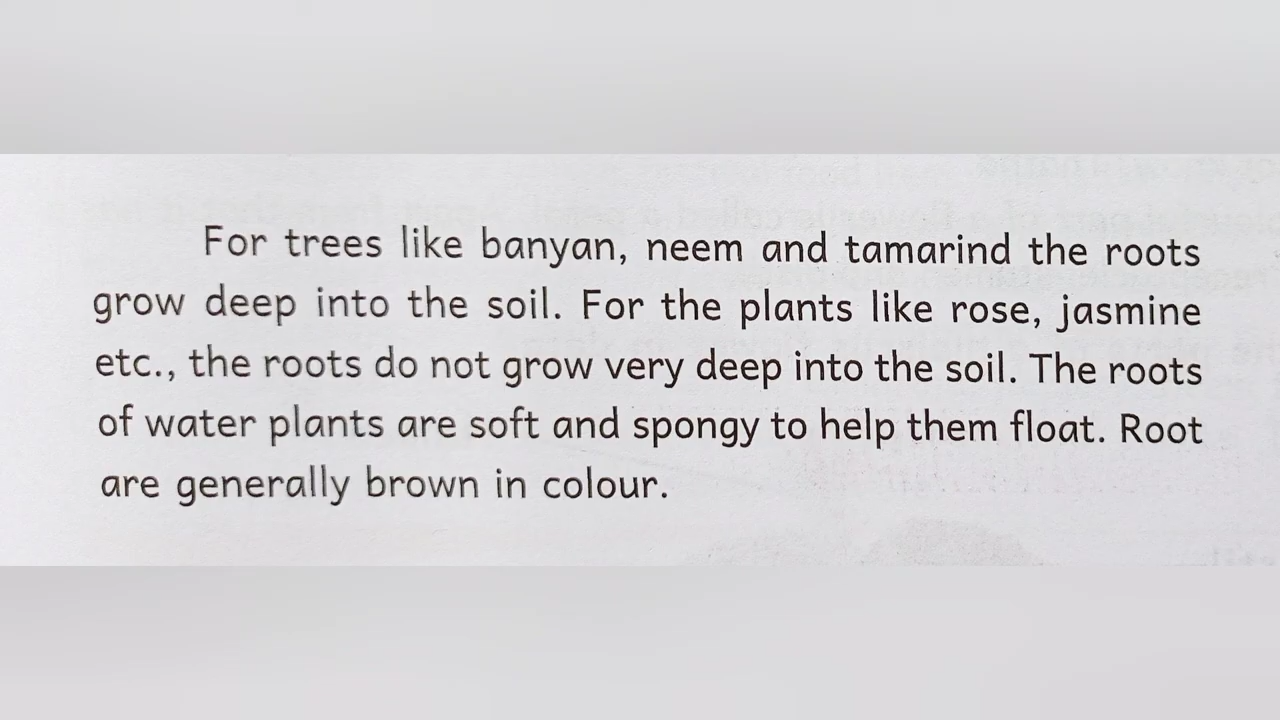 For trees like banyan, neem and tamarind the roots
grow deep into the soil. For the plants like rose, jasmine
etc., the roots do not grow very deep into the soil. The roots
of water plants are soft and spongy to help them float. Root
are generally brown in colour.